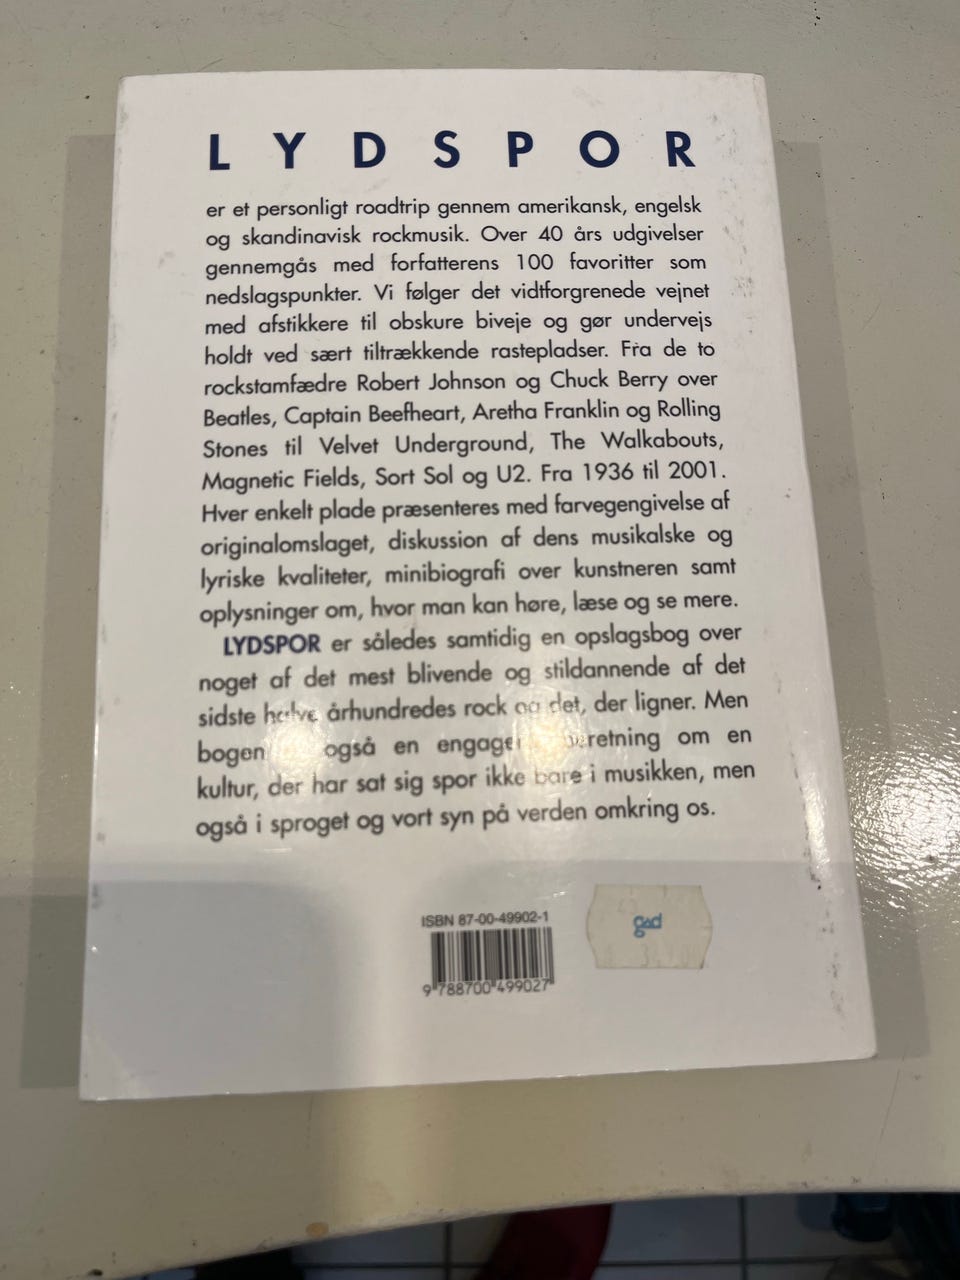 LYDSPOR
er et personligt roadtrip gennem amerikansk, engelsk
og skandinavisk rockmusik. Over 40 års udgivelser
gennemgås med forfatterens 100 favoritter som
nedslagspunkter. Vi følger det vidtforgrenede vejnet
med afstikkere til obskure biveje og gør undervejs
holdt ved sært tiltrækkende rastepladser. Fra de to
rockstamfædre Robert Johnson og Chuck Berry over
Beatles, Captain Beefheart, Aretha Franklin og Rolling
Stones til Velvet Underground, The Walkabouts,
Magnetic Fields, Sort Sol og U2. Fra 1936 til 2001.
Hver enkelt plade præsenteres med farvegengivelse af
originalomslaget, diskussion af dens musikalske og
lyriske kvaliteter, minibiografi over kunstneren samt
oplysninger om, hvor man kan høre, læse og se mere.
LYDSPOR er således samtidig en opslagsbog over
noget af det mest blivende og stildannende af det
sidste halve århundredes rock og det, der ligner. Men
bogen også en beretning om en
kultur, der har sat sig spor ikke bare i musikken, men
også i sproget og vort syn på verden omkring os.
ISBN 87-00-49902-1
9 788700 499027
gad